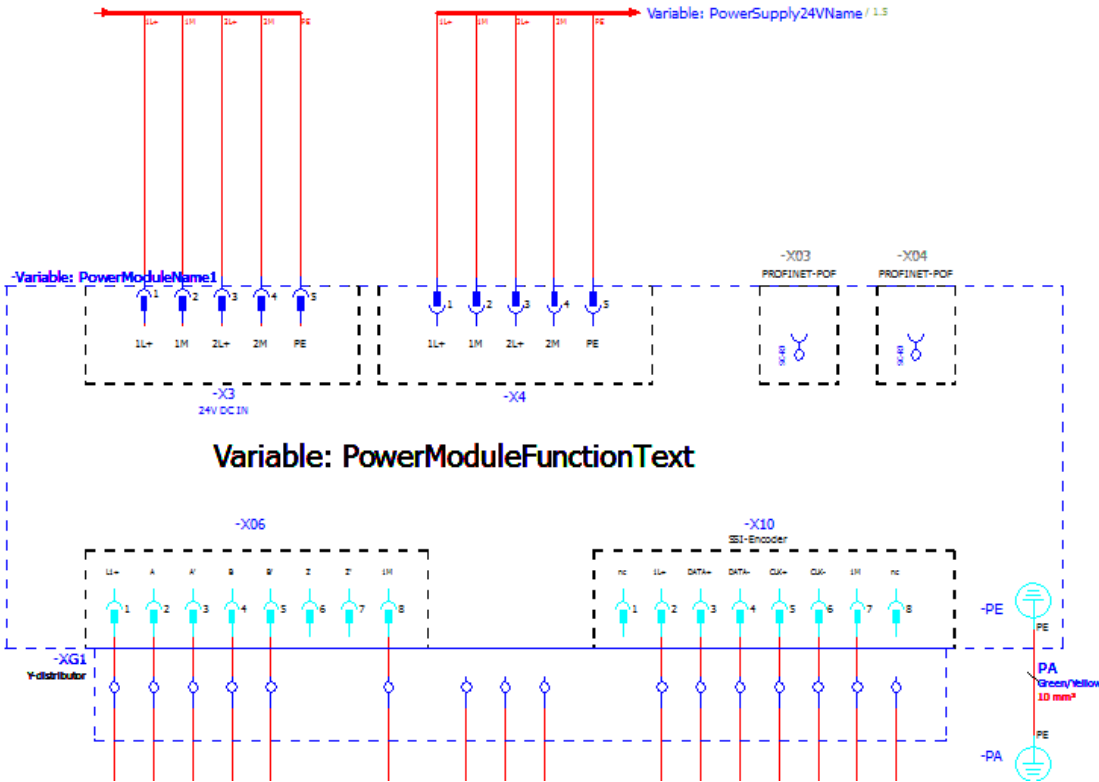 Variable: PowerSupply24VName / 1.5
1L+ 1M 2L+ 2M PE 1L+ 1M 2L+ 2M PE
-X03 -X04
PROFINET-POF PROFINET-POF
-Variable: PowerModuleName1
1 2 3 4 5 1 2 3 4 5
1L+ 1M 2L+ 2M PE 1L+ 1M 2L+ 2M PE
-X3 -X4
24V DC IN
Variable: PowerModuleFunctionText
-X06 -X10
SSI-Encoder
L1+ A A' B B' Z Z' 1M nc 1L+ DATA+ DATA- CLK+ CLK- 1M nc
1 2 3 4 5 6 7 8 1 2 3 4 5 6 7 8
-PE
PE
-XG1
Y-distributor
PA
Green/Yellow
10 mm²
PE
-PA